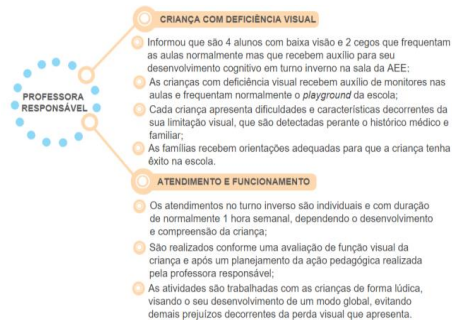 CRIANÇA COM DEFICIÊNCIA VISUAL
Informou que são 4 alunos com baixa visão e 2 cegos que frequentam
as aulas normalmente mas que recebem auxílio para seu
desenvolvimento cognitivo em turno inverno na sala da AEE;
As crianças com deficiência visual recebem auxílio de monitores nas
aulas e frequentam normalmente o playground da escola;
Cada criança apresenta dificuldades e características decorrentes da
sua limitação visual, que são detectadas perante o histórico médico e
familiar;
As famílias recebem orientações adequadas para que a criança tenha
êxito na escola.
PROFESSORA
RESPONSÁVEL
ATENDIMENTO E FUNCIONAMENTO
Os atendimentos no turno inverso são individuais e com duração
de normalmente 1 hora semanal, dependendo o desenvolvimento
e compreensão da criança;
São realizados conforme uma avaliação de função visual da
criança e após um planejamento da ação pedagógica realizada
pela professora responsável;
As atividades são trabalhadas com as crianças de forma lúdica,
visando o seu desenvolvimento de um modo global, evitando
demais prejuízos decorrentes da perda visual que apresenta.